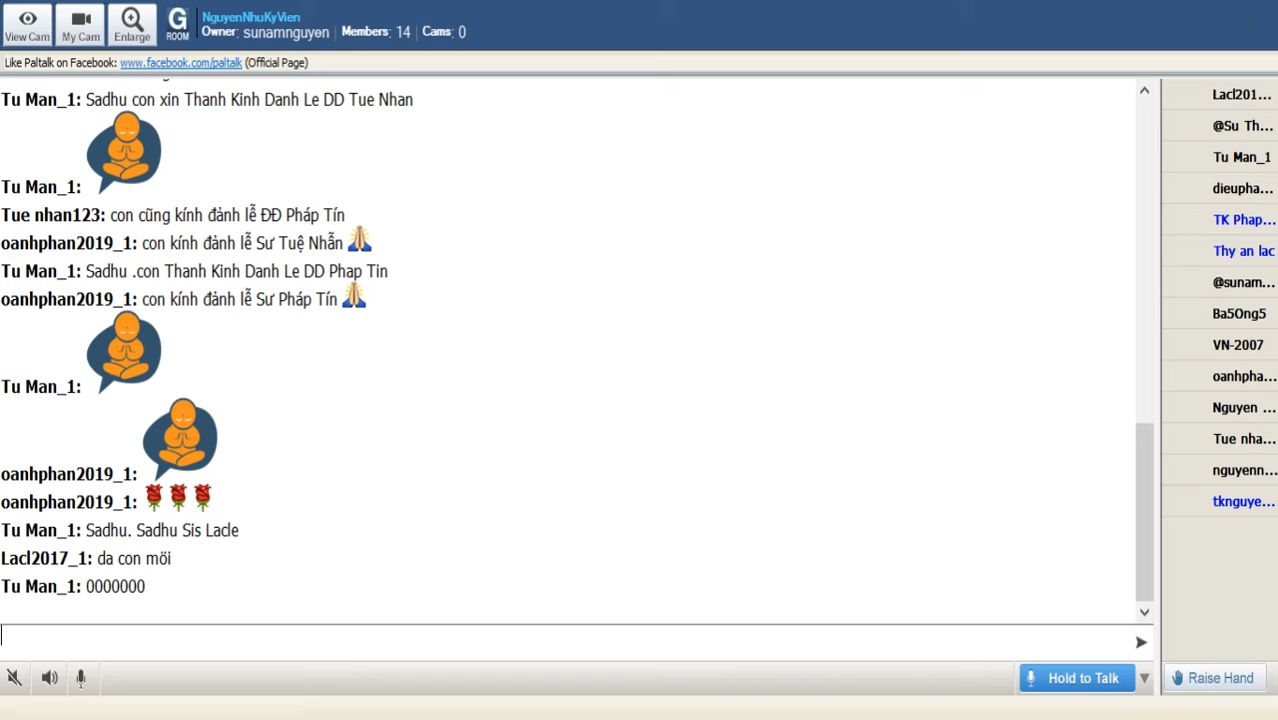 View Cam
My Cam
Enlarge
G
ROOM
NguyenNhuKyVien
Owner: sunamnguyen Members: 14 Cams: 0
Like Paltalk on Facebook: www.facebook.com/paltalk (Official Page)
Tu Man_1: Sadhu con xin Thanh Kinh Danh Le DD Tue Nhan
Tu Man_1:
Tue nhan123: con cũng kính đảnh lễ ĐĐ Pháp Tín
oanhphan2019_1: con kính đảnh lễ Sư Tuệ Nhẫn 🙏
Tu Man_1: Sadhu .con Thanh Kinh Danh Le DD Phap Tin
oanhphan2019_1: con kính đảnh lễ Sư Pháp Tín 🙏
Tu Man_1:
oanhphan2019_1:
oanhphan2019_1: 🌹🌹🌹
Tu Man_1: Sadhu. Sadhu Sis Lacle
Lacl2017_1: da con möi
Tu Man_1: 0000000
Hold to Talk
Lacl201...
@Su Th...
Tu Man_1
dieupha...
TK Phap...
Thy an lac
@sunam...
Ba5Ong5
VN-2007
oanhpha...
Nguyen ...
Tue nha...
nguyenn...
tknguye...
Raise Hand